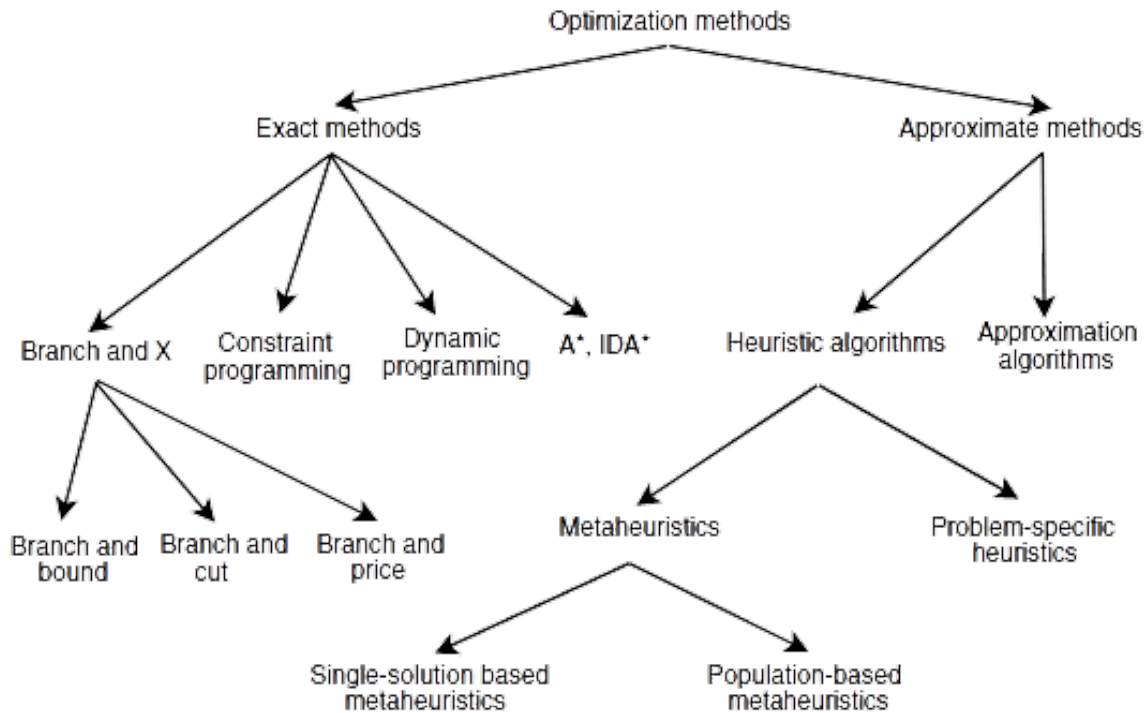 Optimization methods
Exact methods
Approximate methods
Branch and X
Constraint
programming
Dynamic
programming
A*, IDA*
Heuristic algorithms
Approximation
algorithms
Branch and
bound
Branch and
cut
Branch and
price
Metaheuristics
Problem-specific
heuristics
Single-solution based
metaheuristics
Population-based
metaheuristics